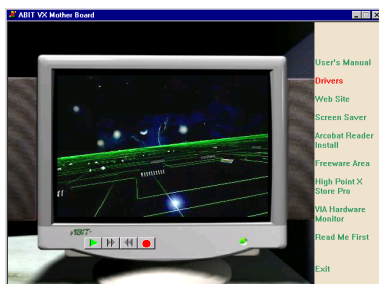 ABIT VX Mother Board
User's Manual
Drivers
Web Site
Screen Saver
Arcobat Reader
Install
Freeware Area
High Point X
Store Pro
VIA Hardware
Monitor
Read Me First
Exit
ABIT